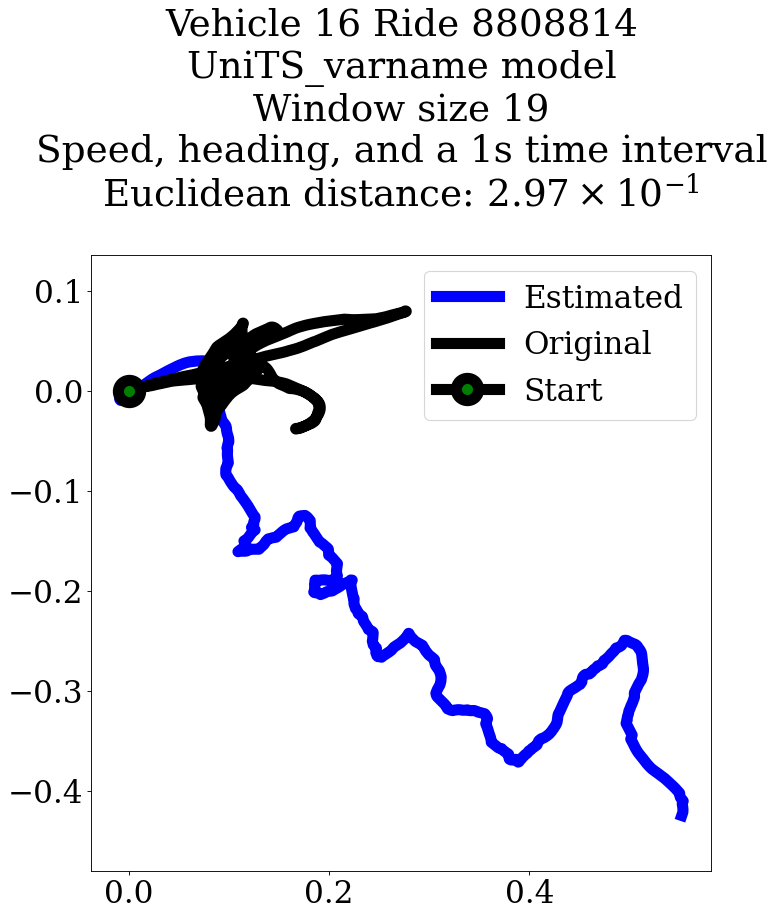 Vehicle 16 Ride 8808814
UniTS_varname model
Window size 19
Speed, heading, and a 1s time interval
Euclidean distance: 2.97 × 10⁻¹
Estimated
Original
Start
0.1
0.0
−0.1
−0.2
−0.3
−0.4
0.0 0.2 0.4